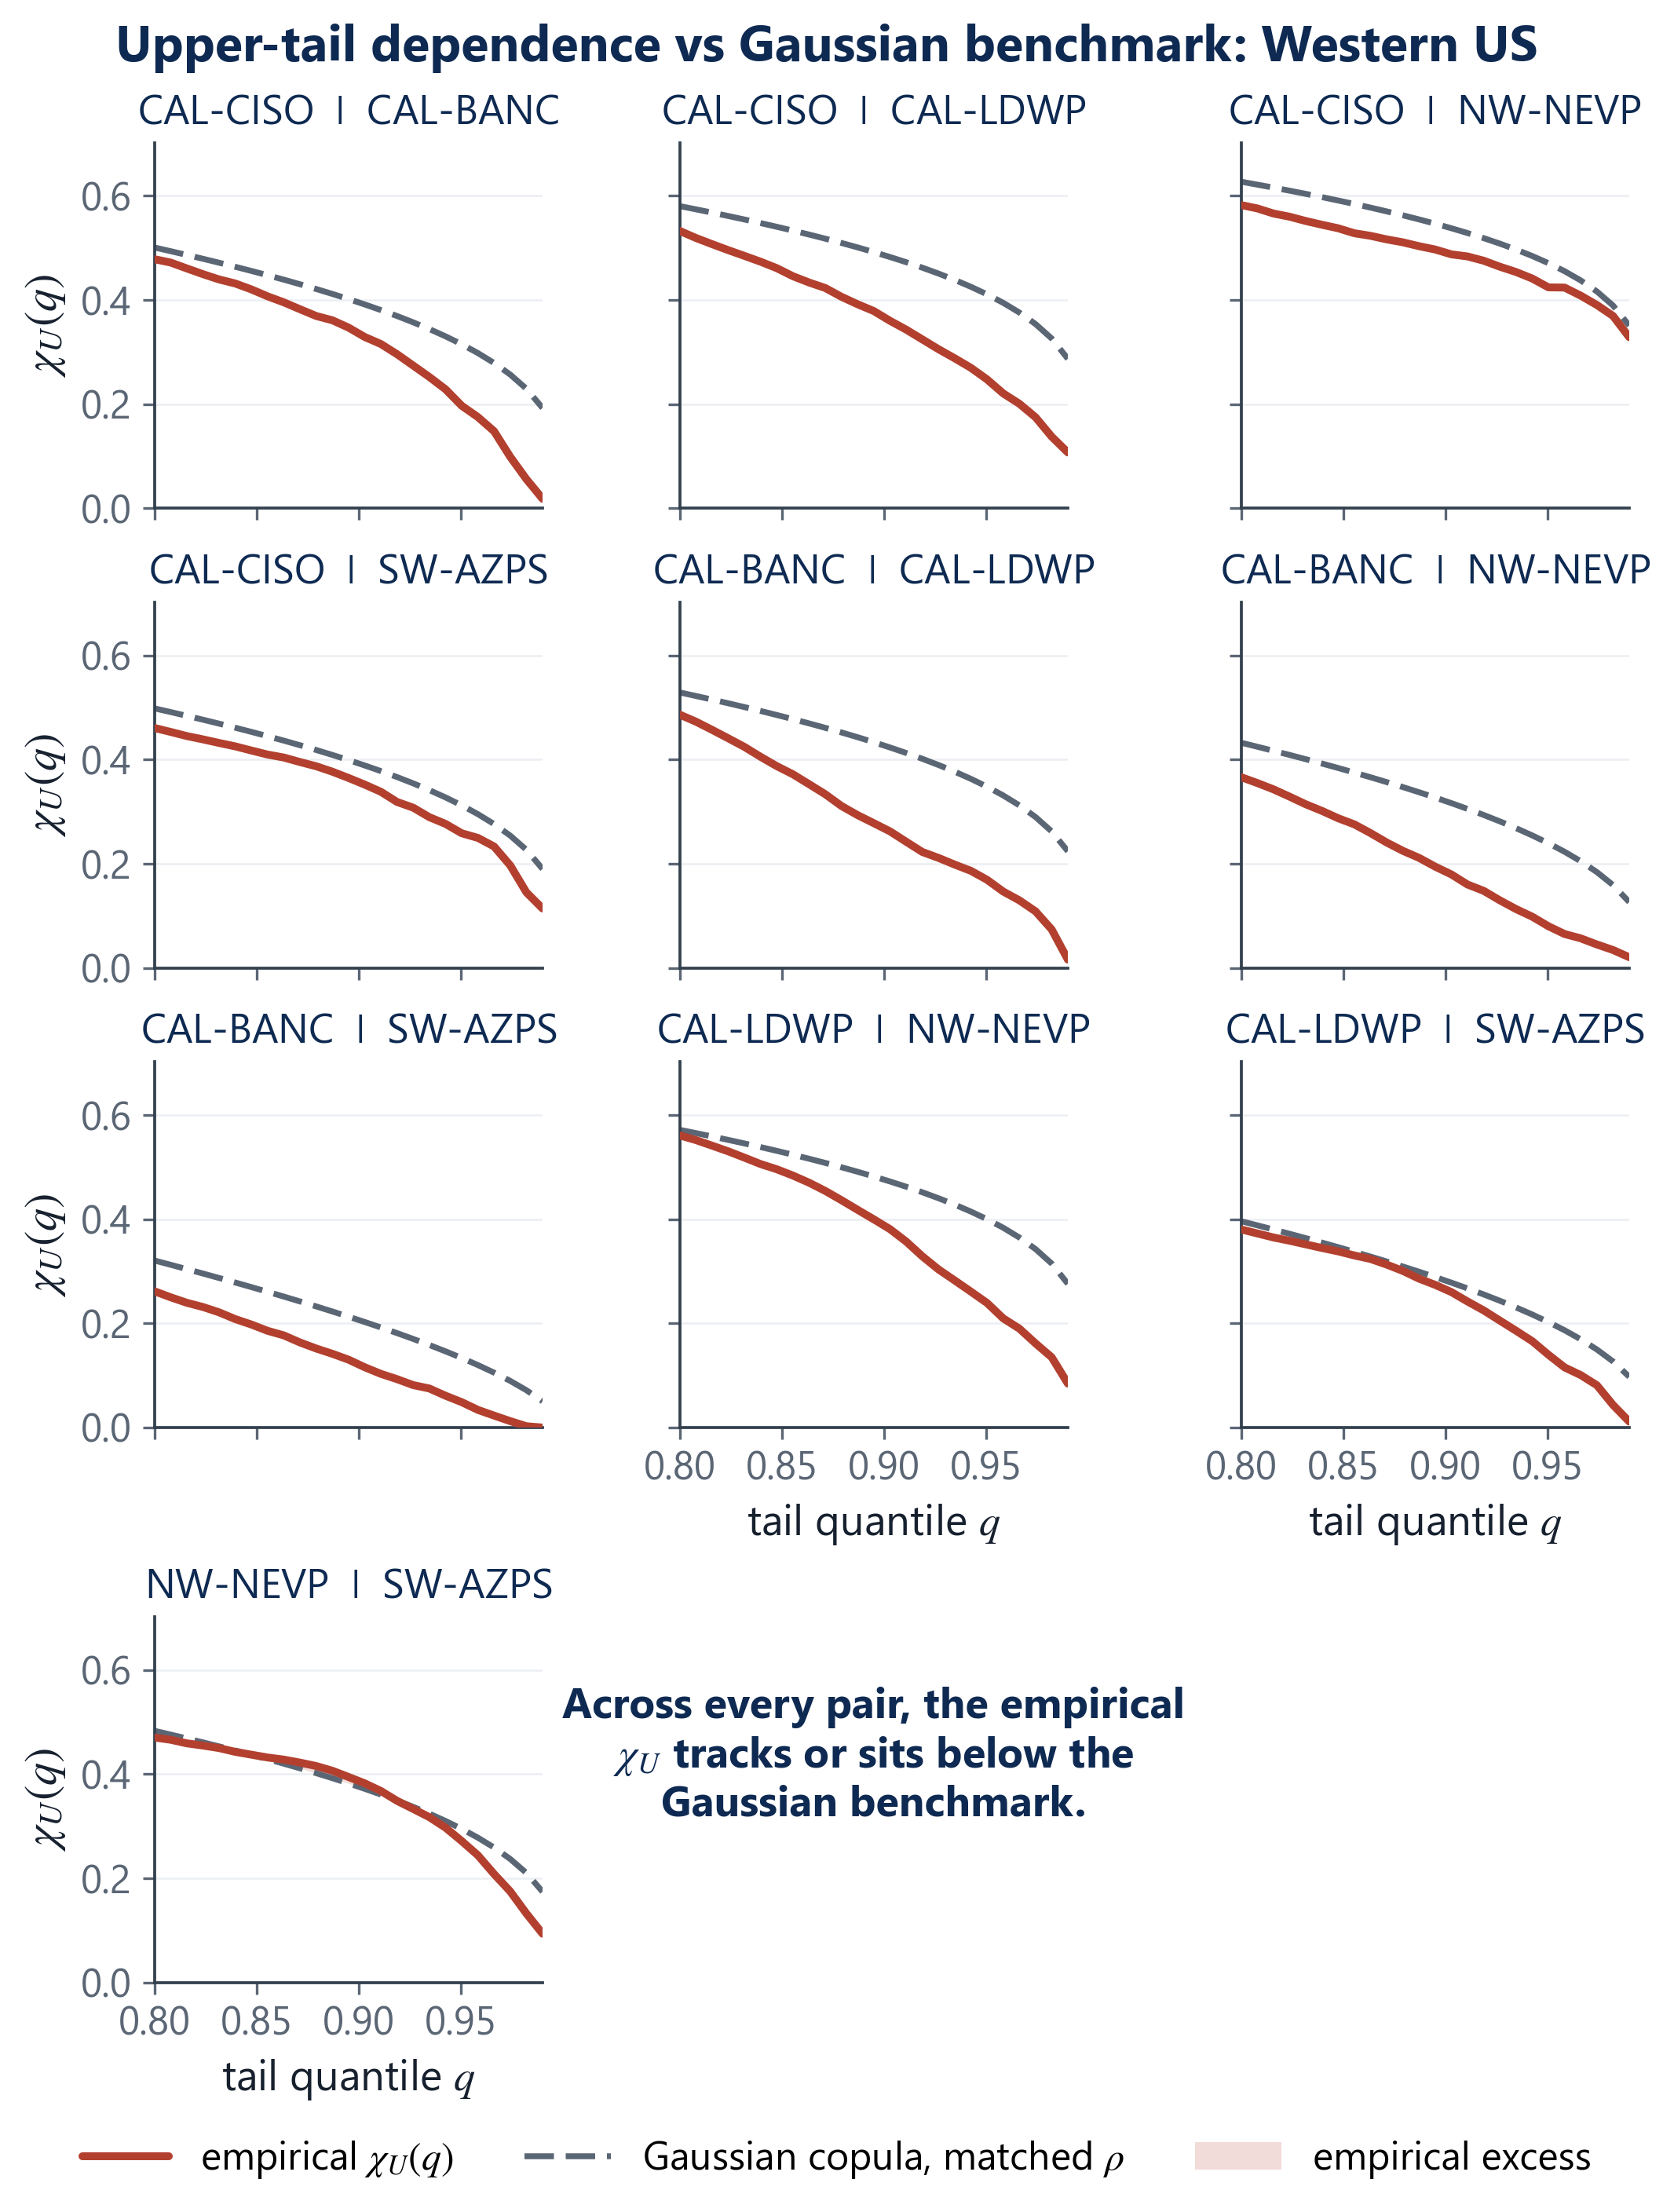 Upper-tail dependence vs Gaussian benchmark: Western US
CAL-CISO | CAL-BANC
CAL-CISO | CAL-LDWP
CAL-CISO | NW-NEVP
0.6
0.4
0.2
0.0
χU(q)
CAL-CISO | SW-AZPS
CAL-BANC | CAL-LDWP
CAL-BANC | NW-NEVP
0.6
0.4
0.2
0.0
χU(q)
CAL-BANC | SW-AZPS
CAL-LDWP | NW-NEVP
CAL-LDWP | SW-AZPS
0.6
0.4
0.2
0.0
χU(q)
0.80 0.85 0.90 0.95
tail quantile q
0.80 0.85 0.90 0.95
tail quantile q
NW-NEVP | SW-AZPS
0.6
0.4
0.2
0.0
χU(q)
0.80 0.85 0.90 0.95
tail quantile q
Across every pair, the empirical
χU tracks or sits below the
Gaussian benchmark.
empirical χU(q)
Gaussian copula, matched ρ
empirical excess